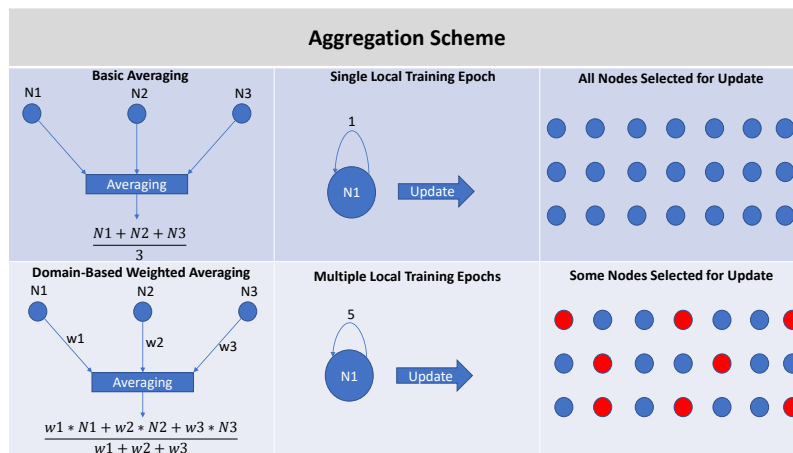 Aggregation Scheme
Basic Averaging
N1 N2 N3
Averaging
N1 + N2 + N3
3
Single Local Training Epoch
1
N1
Update
All Nodes Selected for Update
Domain-Based Weighted Averaging
N1 N2 N3
w1 w2 w3
Averaging
w1 ∗ N1 + w2 ∗ N2 + w3 ∗ N3
w1 + w2 + w3
Multiple Local Training Epochs
5
N1
Update
Some Nodes Selected for Update